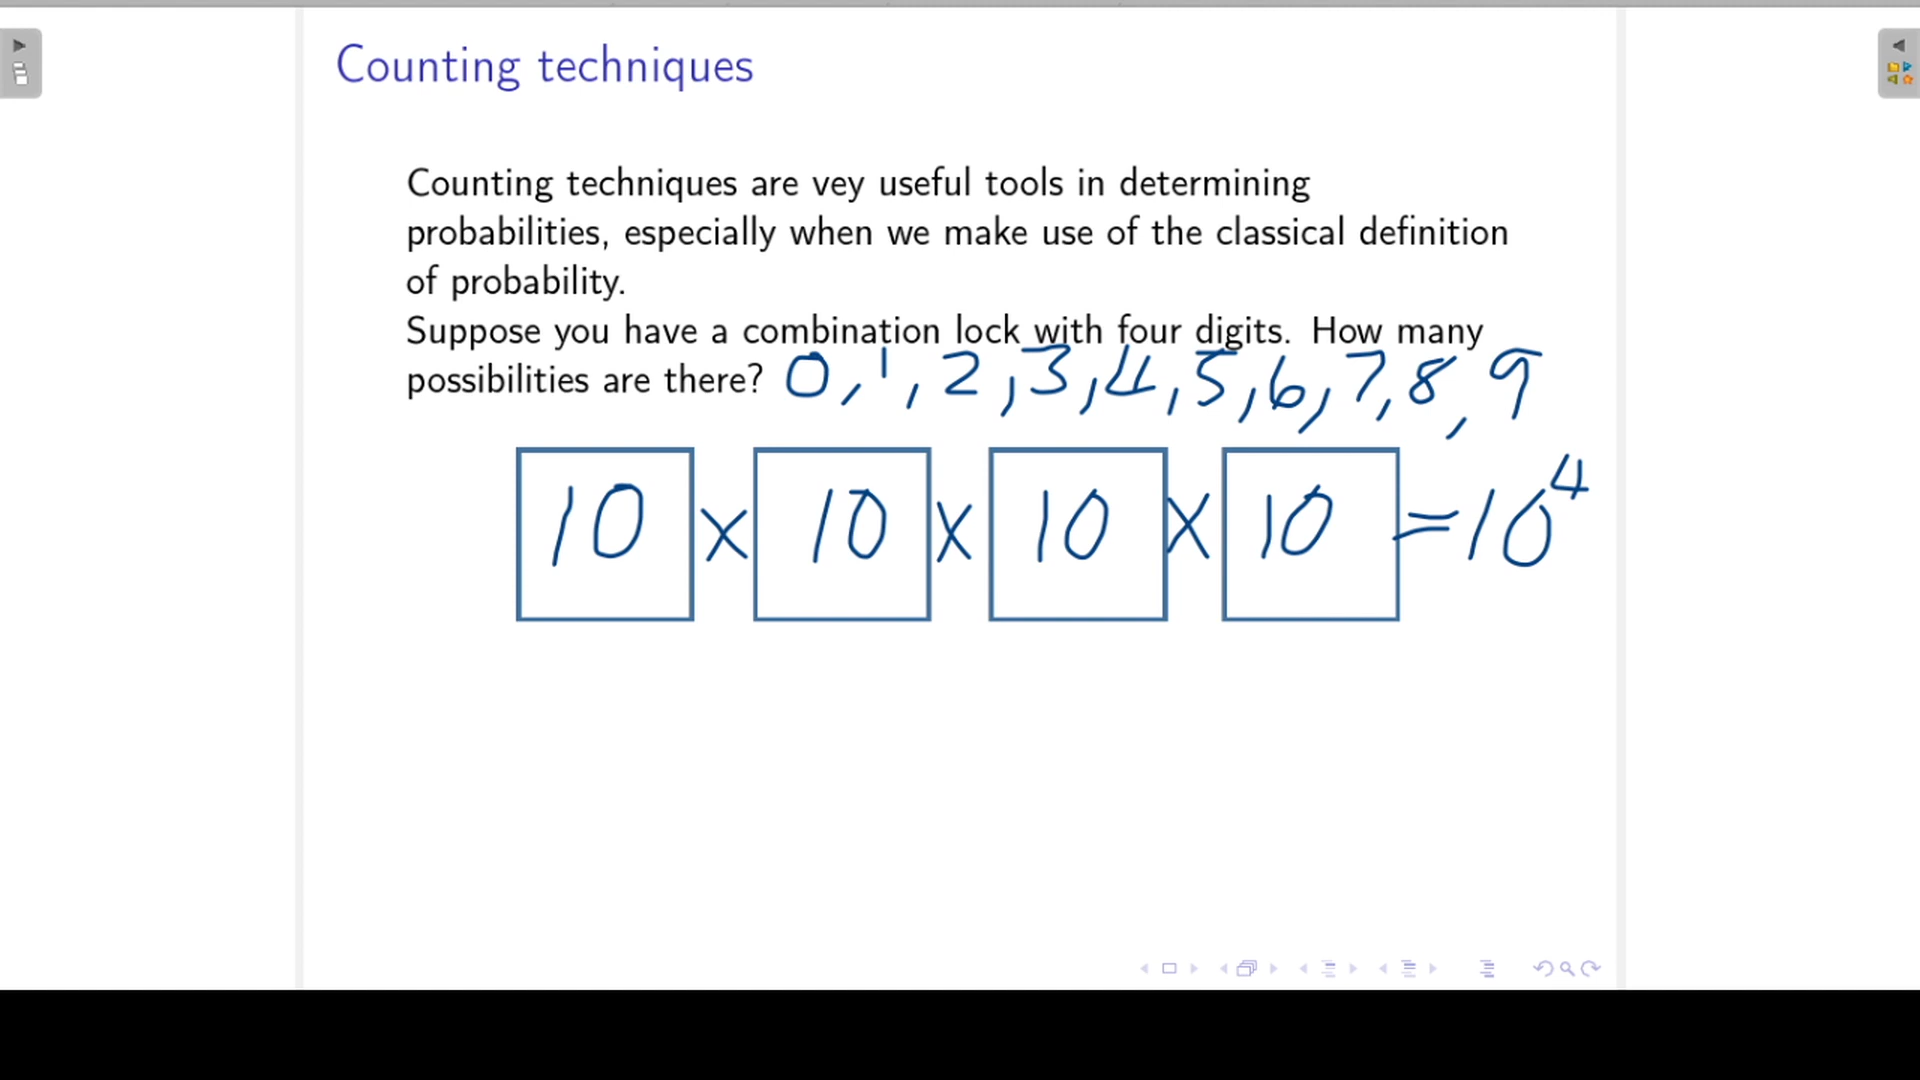 Counting techniques
Counting techniques are vey useful tools in determining
probabilities, especially when we make use of the classical definition
of probability.
Suppose you have a combination lock with four digits. How many
possibilities are there? 0, 1, 2, 3, 4, 5, 6, 7, 8, 9
10 x 10 x 10 x 10 = 10⁴